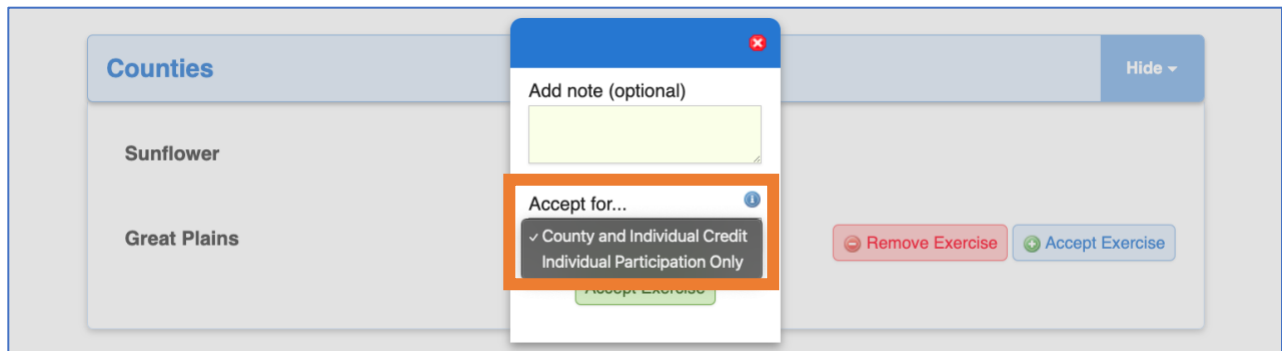 Counties
Hide
Add note (optional)
Sunflower
Accept for...
✓ County and Individual Credit
Individual Participation Only
Great Plains
Remove Exercise
Accept Exercise
Accept Exercise